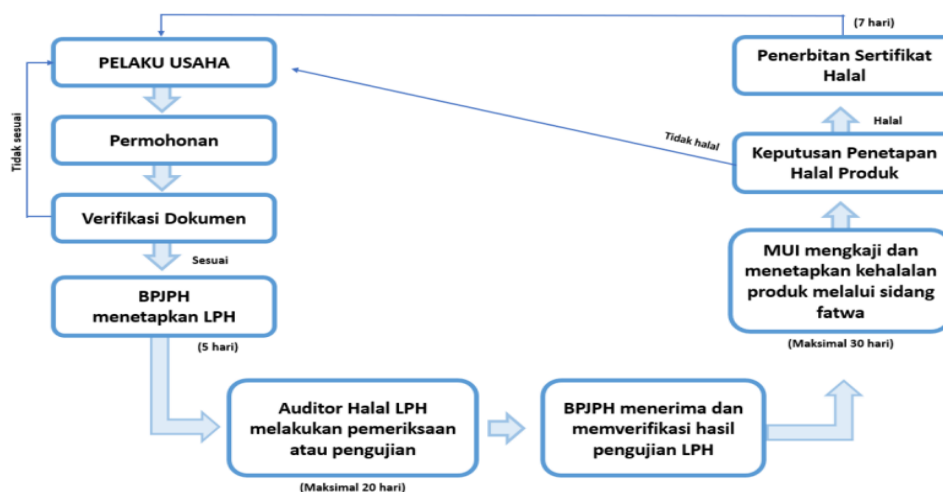 PELAKU USAHA
Permohonan
Verifikasi Dokumen
Tidak sesuai
Sesuai
BPJPH
menetapkan LPH
(5 hari)
Auditor Halal LPH
melakukan pemeriksaan
atau pengujian
(Maksimal 20 hari)
BPJPH menerima dan
memverifikasi hasil
pengujian LPH
MUI mengkaji dan
menetapkan kehalalan
produk melalui sidang
fatwa
(Maksimal 30 hari)
Keputusan Penetapan
Halal Produk
Tidak halal
Halal
Penerbitan Sertifikat
Halal
(7 hari)